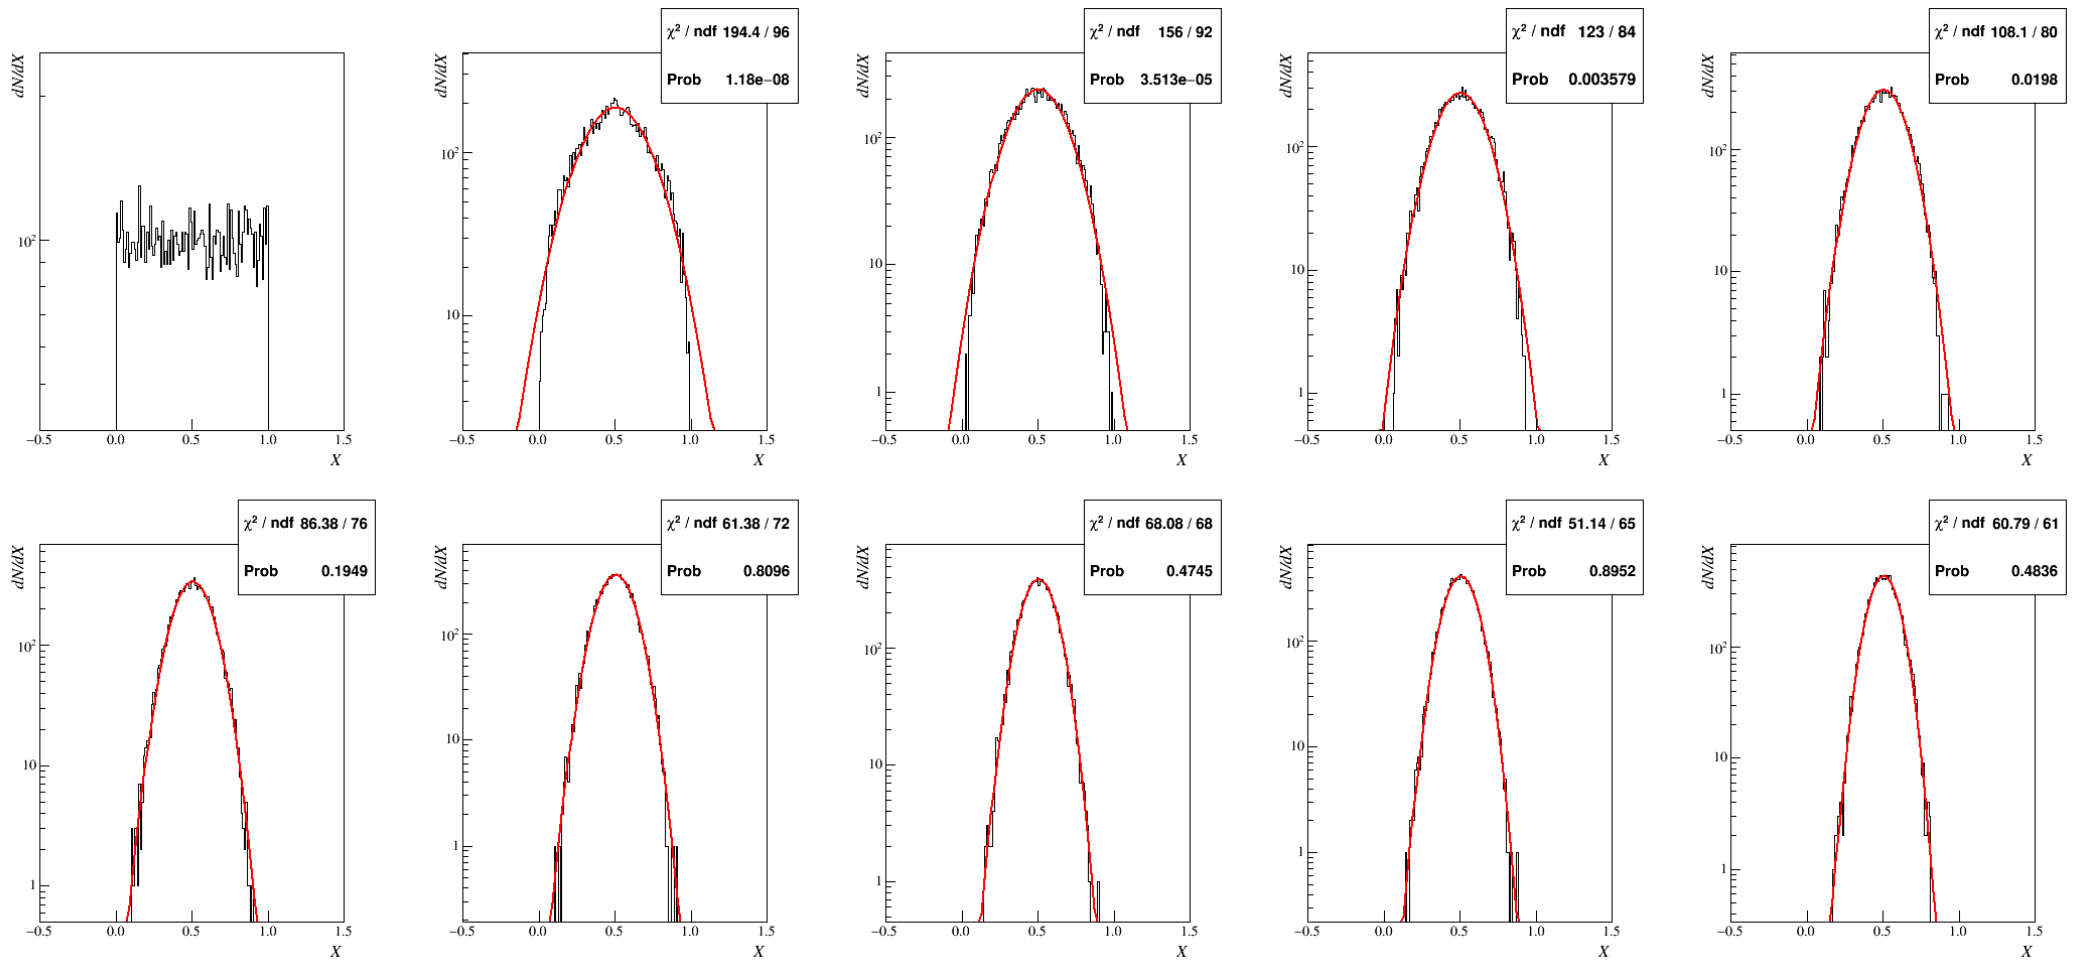 dN/dX
10²
−0.5 0.0 0.5 1.0 1.5
X
χ² / ndf 194.4 / 96
Prob 1.18e−08
dN/dX
10²
10
−0.5 0.0 0.5 1.0 1.5
X
χ² / ndf 156 / 92
Prob 3.513e−05
dN/dX
10²
10
1
−0.5 0.0 0.5 1.0 1.5
X
χ² / ndf 123 / 84
Prob 0.003579
dN/dX
10²
10
1
−0.5 0.0 0.5 1.0 1.5
X
χ² / ndf 108.1 / 80
Prob 0.0198
dN/dX
10²
10
1
−0.5 0.0 0.5 1.0 1.5
X
χ² / ndf 86.38 / 76
Prob 0.1949
dN/dX
10²
10
1
−0.5 0.0 0.5 1.0 1.5
X
χ² / ndf 61.38 / 72
Prob 0.8096
dN/dX
10²
10
1
−0.5 0.0 0.5 1.0 1.5
X
χ² / ndf 68.08 / 68
Prob 0.4745
dN/dX
10²
10
1
−0.5 0.0 0.5 1.0 1.5
X
χ² / ndf 51.14 / 65
Prob 0.8952
dN/dX
10²
10
1
−0.5 0.0 0.5 1.0 1.5
X
χ² / ndf 60.79 / 61
Prob 0.4836
dN/dX
10²
10
1
−0.5 0.0 0.5 1.0 1.5
X